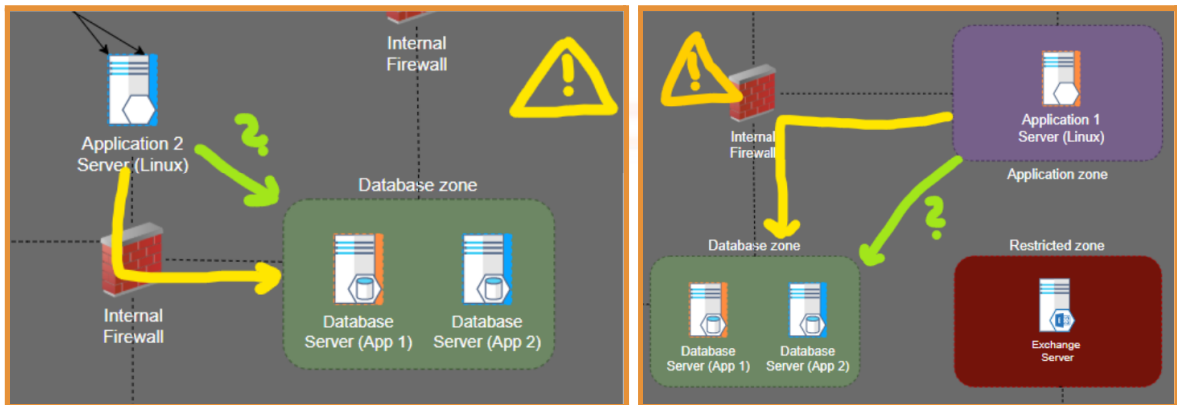 Internal
Firewall
!
Application 2
Server (Linux)
?
Database zone
Database
Server (App 1)
Database
Server (App 2)
Internal
Firewall
!
Internal
Firewall
Application 1
Server (Linux)
Application zone
?
Database zone
Restricted zone
Database
Server (App 1)
Database
Server (App 2)
Exchange
Server